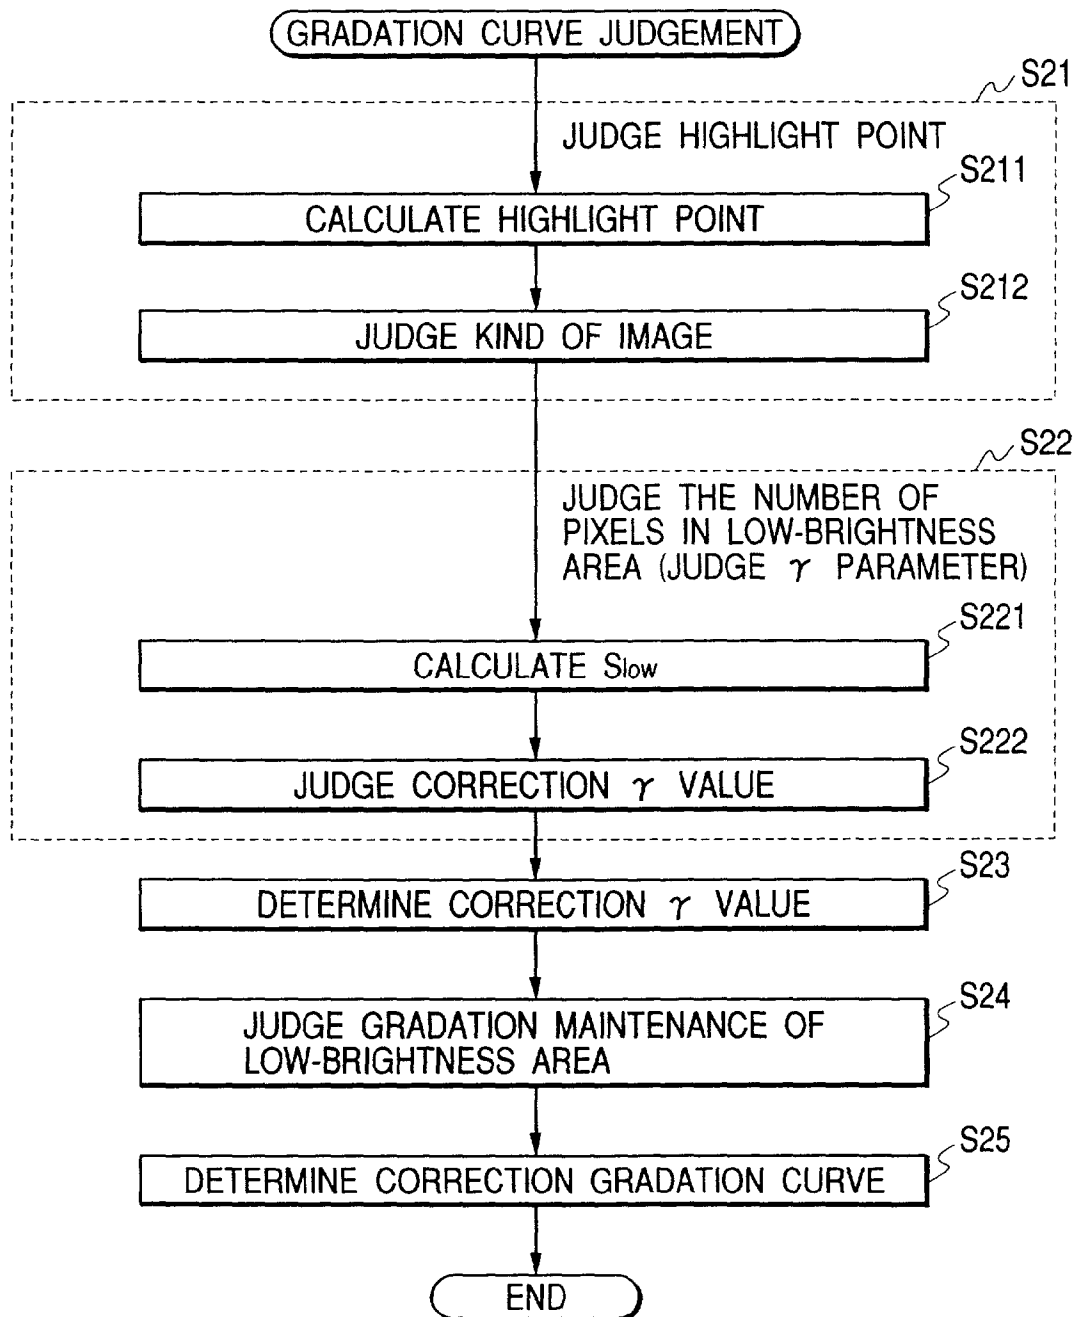 GRADATION CURVE JUDGEMENT
S21
JUDGE HIGHLIGHT POINT
S211
CALCULATE HIGHLIGHT POINT
S212
JUDGE KIND OF IMAGE
S22
JUDGE THE NUMBER OF
PIXELS IN LOW-BRIGHTNESS
AREA (JUDGE γ PARAMETER)
S221
CALCULATE Slow
S222
JUDGE CORRECTION γ VALUE
S23
DETERMINE CORRECTION γ VALUE
S24
JUDGE GRADATION MAINTENANCE OF
LOW-BRIGHTNESS AREA
S25
DETERMINE CORRECTION GRADATION CURVE
END